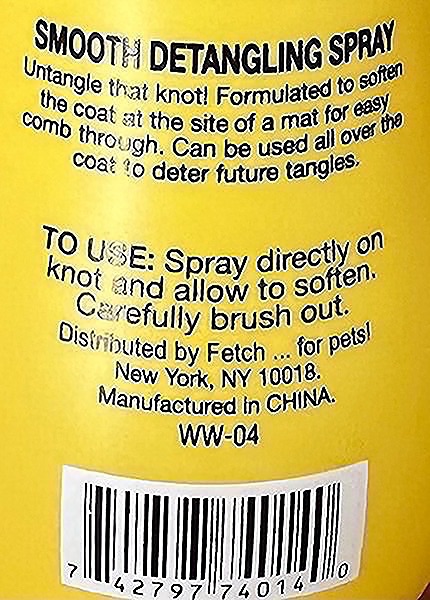 SMOOTH DETANGLING SPRAY
Untangle that knot! Formulated to soften
the coat at the site of a mat for easy
comb through. Can be used all over the
coat to deter future tangles.
TO USE: Spray directly on
knot and allow to soften.
Carefully brush out.
Distributed by Fetch ... for pets!
New York, NY 10018.
Manufactured in CHINA.
WW-04
7 42797 74014 0